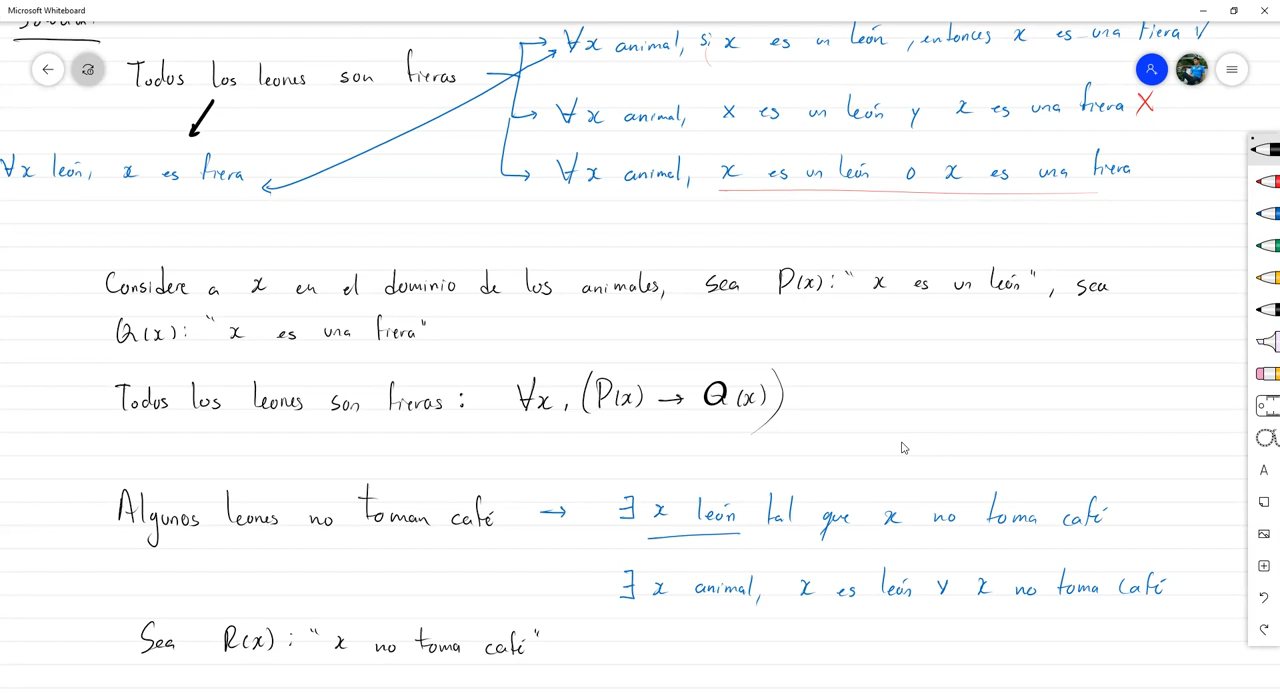 Microsoft Whiteboard
∀x animal, si x es un león, entonces x es una fiera V
Todos los leones son fieras
∀x animal, x es un león y x es una fiera X
∀x león, x es fiera
∀x animal, x es un león o x es una fiera
Considere a x en el dominio de los animales, sea P(x): "x es un león", sea
Q(x): "x es una fiera"
Todos los leones son fieras: ∀x, (P(x) → Q(x))
Algunos leones no toman café → ∃ x león tal que x no toma café
∃ x animal, x es león y x no toma café
Sea R(x): "x no toma café"
A